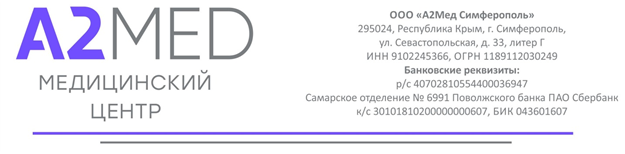 A2MED
МЕДИЦИНСКИЙ
ЦЕНТР
ООО «А2Мед Симферополь»
295024, Республика Крым, г. Симферополь,
ул. Севастопольская, д. 33, литер Г
ИНН 9102245366, ОГРН 1189112030249
Банковские реквизиты:
р/с 40702810554400036947
Самарское отделение № 6991 Поволжского банка ПАО Сбербанк
к/с 30101810200000000607, БИК 043601607